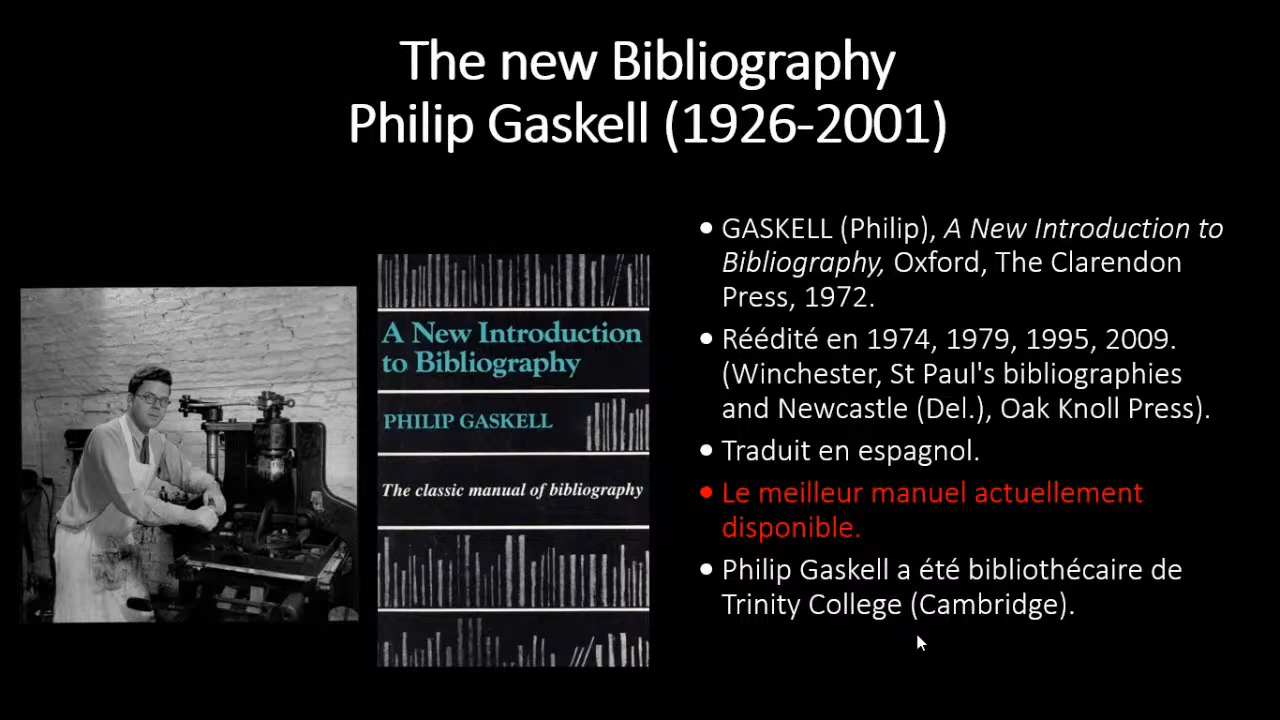 The new Bibliography
Philip Gaskell (1926-2001)
A New Introduction
to Bibliography
PHILIP GASKELL
The classic manual of bibliography
• GASKELL (Philip), A New Introduction to
Bibliography, Oxford, The Clarendon
Press, 1972.
• Réédité en 1974, 1979, 1995, 2009.
(Winchester, St Paul's bibliographies
and Newcastle (Del.), Oak Knoll Press).
• Traduit en espagnol.
• Le meilleur manuel actuellement
disponible.
• Philip Gaskell a été bibliothécaire de
Trinity College (Cambridge).